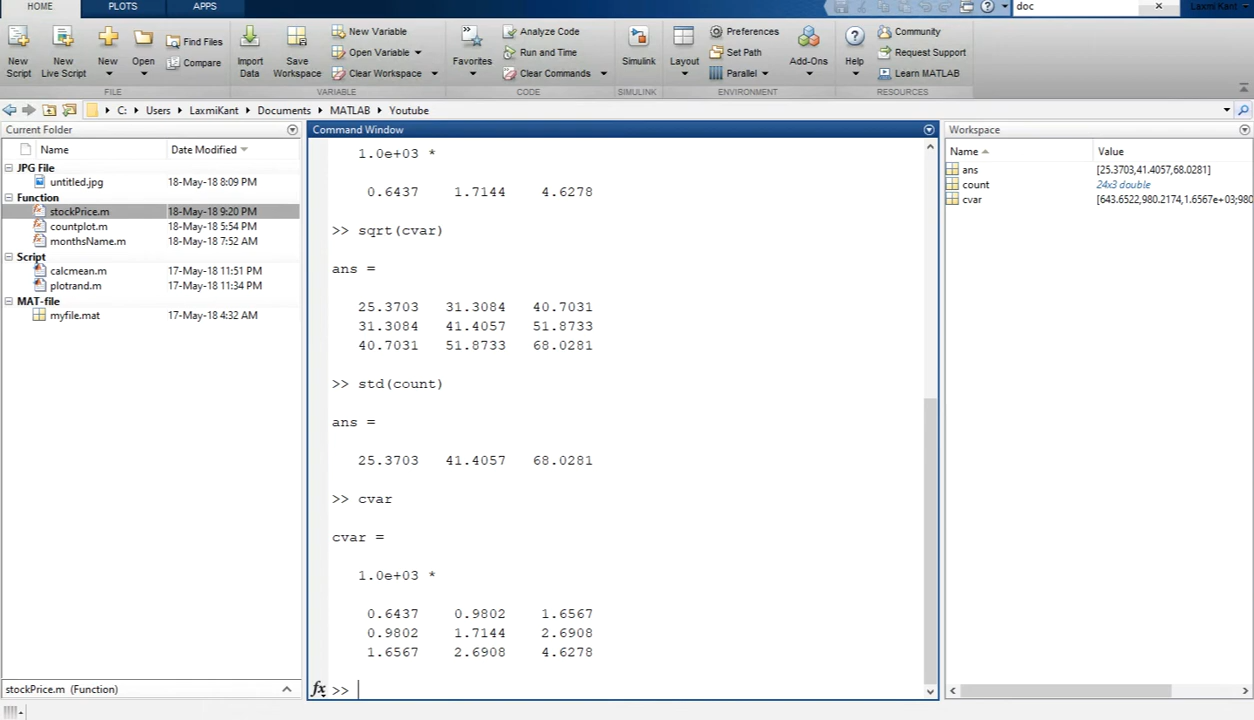 HOME PLOTS APPS doc Laxmi Kant
New Script
New Live Script
New
Open
Find Files
Compare
Import Data
Save Workspace
New Variable
Open Variable
Clear Workspace
Favorites
Analyze Code
Run and Time
Clear Commands
Simulink
Layout
Preferences
Set Path
Parallel
Add-Ons
Help
Community
Request Support
Learn MATLAB
FILE VARIABLE CODE SIMULINK ENVIRONMENT RESOURCES
C: Users LaxmiKant Documents MATLAB Youtube
Current Folder
Name Date Modified
JPG File
untitled.jpg 18-May-18 8:09 PM
Function
stockPrice.m 18-May-18 9:20 PM
countplot.m 18-May-18 5:54 PM
monthsName.m 18-May-18 7:52 AM
Script
calcmean.m 17-May-18 11:51 PM
plotrand.m 17-May-18 11:34 PM
MAT-file
myfile.mat 17-May-18 4:32 AM
stockPrice.m (Function)
Command Window
1.0e+03 *
0.6437 1.7144 4.6278
>> sqrt(cvar)
ans =
25.3703 31.3084 40.7031
31.3084 41.4057 51.8733
40.7031 51.8733 68.0281
>> std(count)
ans =
25.3703 41.4057 68.0281
>> cvar
cvar =
1.0e+03 *
0.6437 0.9802 1.6567
0.9802 1.7144 2.6908
1.6567 2.6908 4.6278
fx >>
Workspace
Name Value
ans [25.3703,41.4057,68.0281]
count 24x3 double
cvar [643.6522,980.2174,1.6567e+03;980